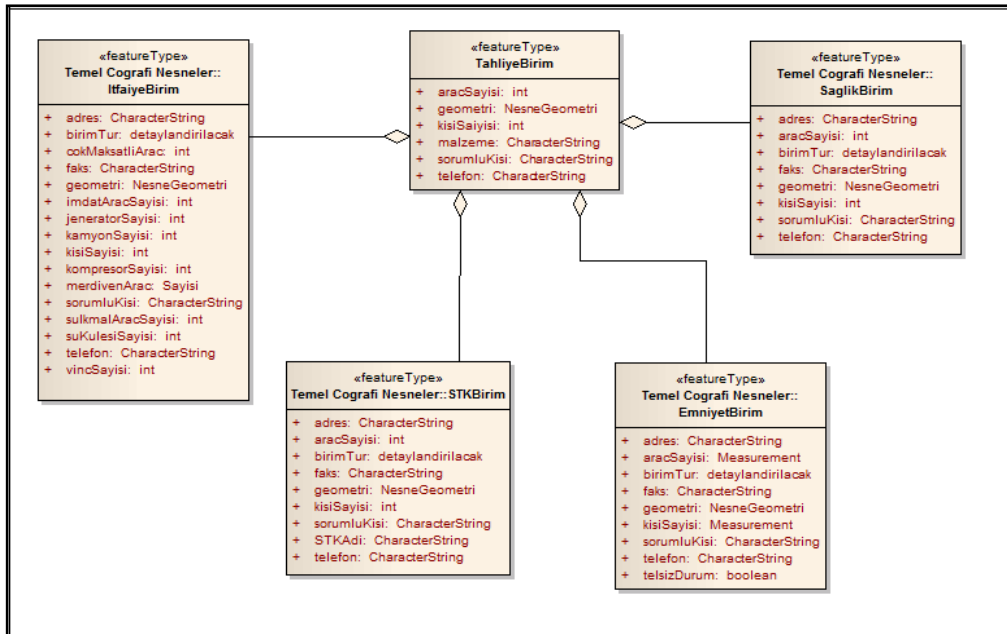 «featureType»
Temel Cografi Nesneler::
ItfaiyeBirim
+ adres: CharacterString
+ birimTur: detaylandirilacak
+ cokMaksatliArac: int
+ faks: CharacterString
+ geometri: NesneGeometri
+ imdatAracSayisi: int
+ jeneratorSayisi: int
+ kamyonSayisi: int
+ kisiSayisi: int
+ kompresorSayisi: int
+ merdivenArac: Sayisi
+ sorumluKisi: CharacterString
+ sulkmalAracSayisi: int
+ suKulesiSayisi: int
+ telefon: CharacterString
+ vincSayisi: int
«featureType»
TahliyeBirim
+ aracSayisi: int
+ geometri: NesneGeometri
+ kisiSaiyisi: int
+ malzeme: CharacterString
+ sorumluKisi: CharacterString
+ telefon: CharacterString
«featureType»
Temel Cografi Nesneler::
SaglikBirim
+ adres: CharacterString
+ aracSayisi: int
+ birimTur: detaylandirilacak
+ faks: CharacterString
+ geometri: NesneGeometri
+ kisiSayisi: int
+ sorumluKisi: CharacterString
+ telefon: CharacterString
«featureType»
Temel Cografi Nesneler::STKBirim
+ adres: CharacterString
+ aracSayisi: int
+ birimTur: detaylandirilacak
+ faks: CharacterString
+ geometri: NesneGeometri
+ kisiSayisi: int
+ sorumluKisi: CharacterString
+ STKAdi: CharacterString
+ telefon: CharacterString
«featureType»
Temel Cografi Nesneler::
EmniyetBirim
+ adres: CharacterString
+ aracSayisi: Measurement
+ birimTur: detaylandirilacak
+ faks: CharacterString
+ geometri: NesneGeometri
+ kisiSayisi: Measurement
+ sorumluKisi: CharacterString
+ telefon: CharacterString
+ telsizDurum: boolean